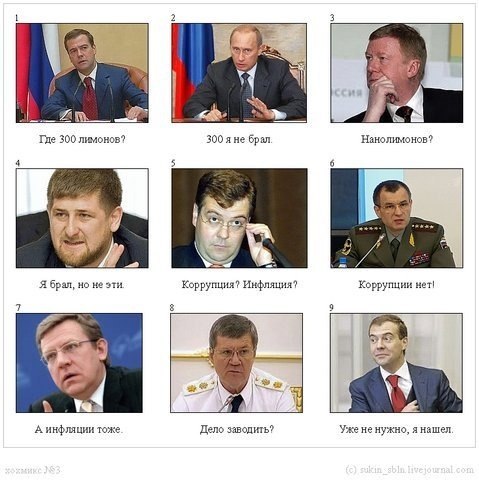 1
2
3
Где 300 лимонов?
300 я не брал.
Нанолимонов?
4
5
6
Я брал, но не эти.
Коррупция? Инфляция?
Коррупции нет!
7
8
9
А инфляции тоже.
Дело заводить?
Уже не нужно, я нашел.
хохмикс №3
(c) sukin_sbln.livejournal.com